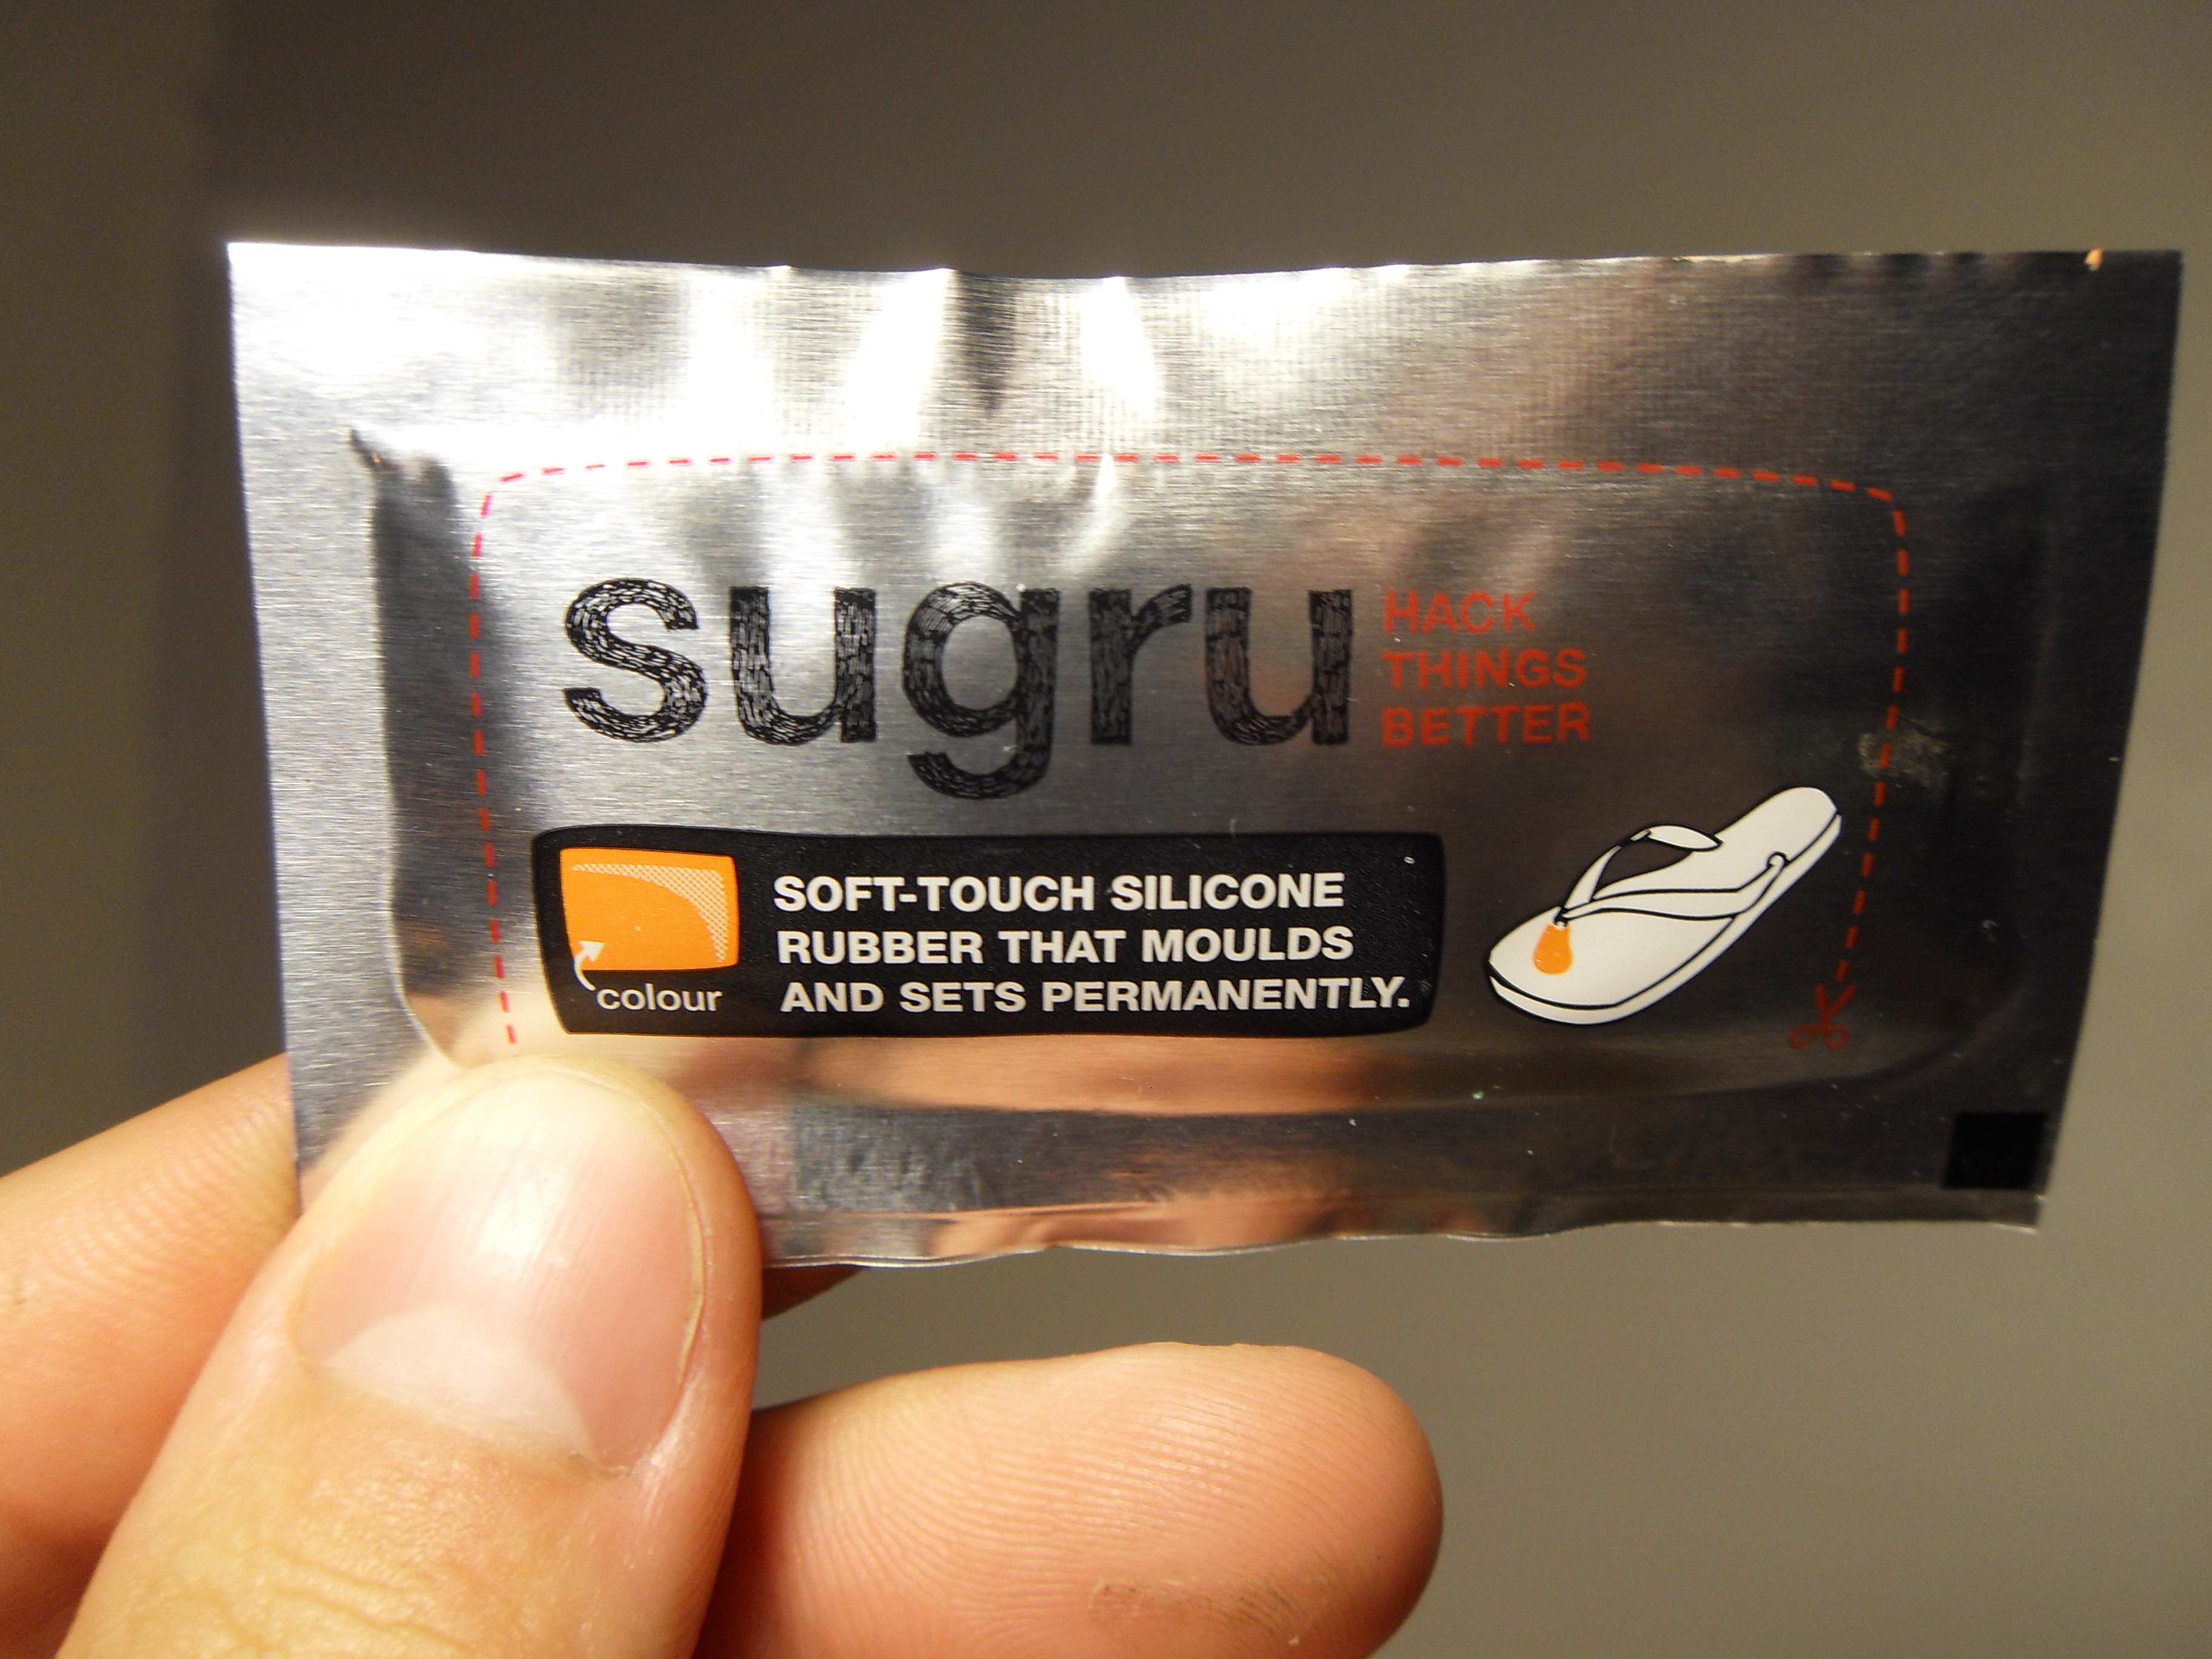 sugru
HACK
THINGS
BETTER
SOFT-TOUCH SILICONE
RUBBER THAT MOULDS
AND SETS PERMANENTLY.
colour